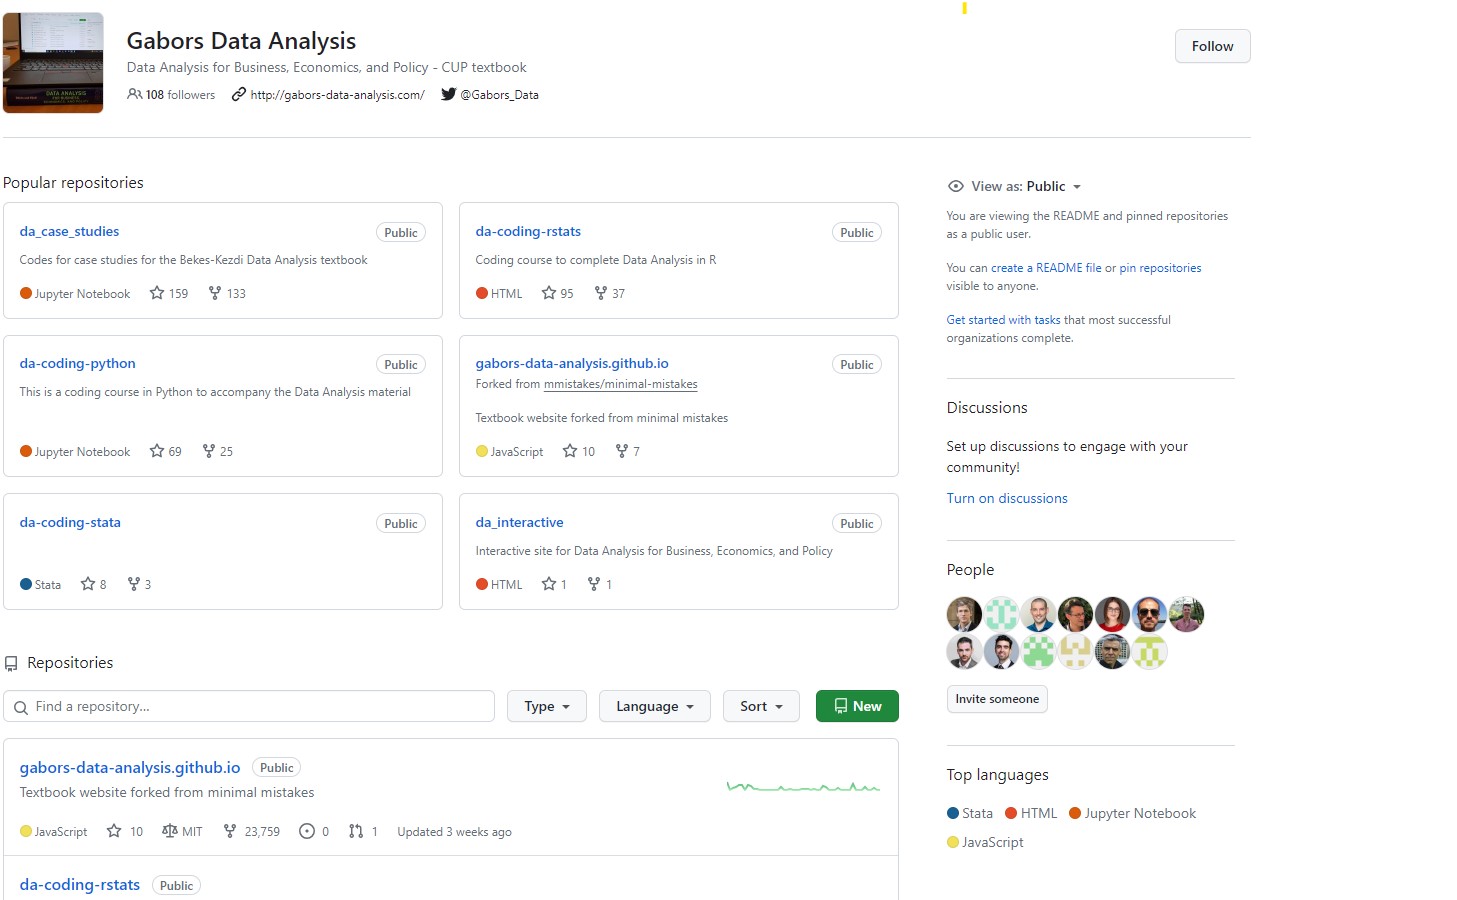 Gabors Data Analysis
Follow
Data Analysis for Business, Economics, and Policy - CUP textbook
108 followers http://gabors-data-analysis.com/ @Gabors_Data
DATA ANALYSIS
Popular repositories
da_case_studies Public
Codes for case studies for the Bekes-Kezdi Data Analysis textbook
Jupyter Notebook 159 133
da-coding-rstats Public
Coding course to complete Data Analysis in R
HTML 95 37
da-coding-python Public
This is a coding course in Python to accompany the Data Analysis material
Jupyter Notebook 69 25
gabors-data-analysis.github.io Public
Forked from mmistakes/minimal-mistakes
Textbook website forked from minimal mistakes
JavaScript 10 7
da-coding-stata Public
Stata 8 3
da_interactive Public
Interactive site for Data Analysis for Business, Economics, and Policy
HTML 1 1
Repositories
Find a repository... Type Language Sort New
gabors-data-analysis.github.io Public
Textbook website forked from minimal mistakes
JavaScript 10 MIT 23,759 0 1 Updated 3 weeks ago
da-coding-rstats Public
View as: Public
You are viewing the README and pinned repositories
as a public user.
You can create a README file or pin repositories
visible to anyone.
Get started with tasks that most successful
organizations complete.
Discussions
Set up discussions to engage with your
community!
Turn on discussions
People
Invite someone
Top languages
Stata HTML Jupyter Notebook
JavaScript